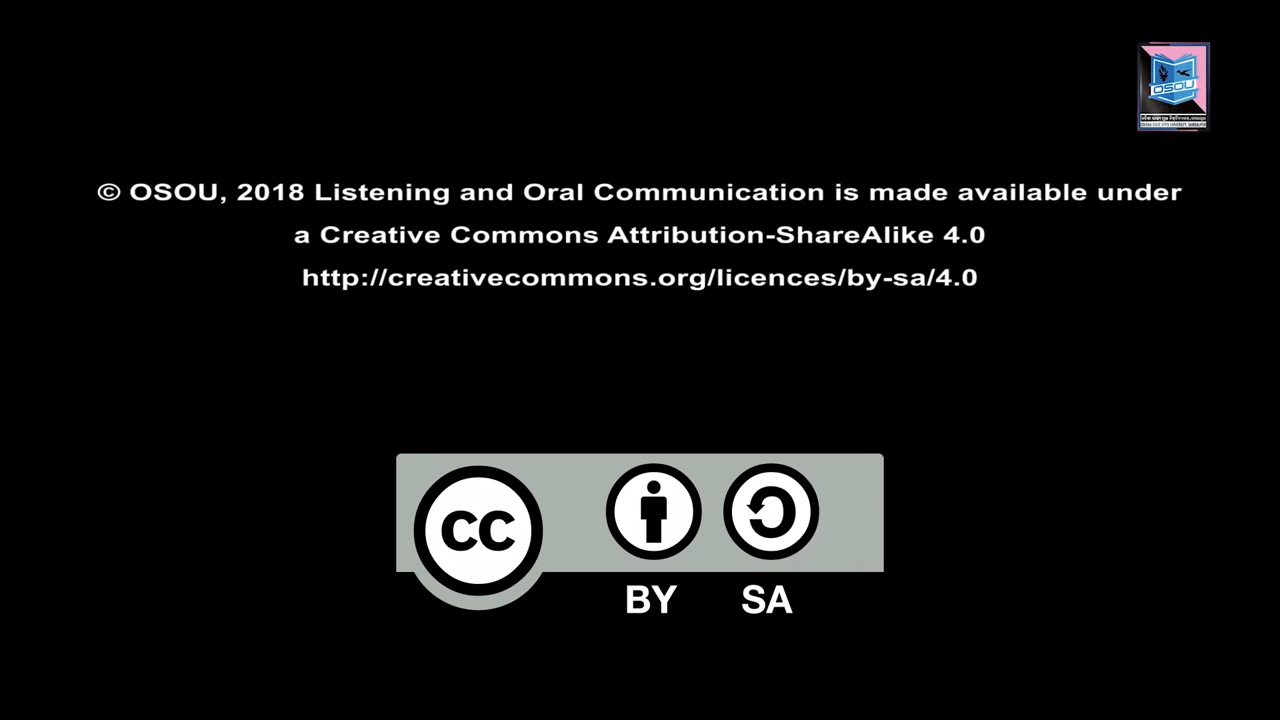 OSOU
© OSOU, 2018 Listening and Oral Communication is made available under
a Creative Commons Attribution-ShareAlike 4.0
http://creativecommons.org/licences/by-sa/4.0
CC
BY SA